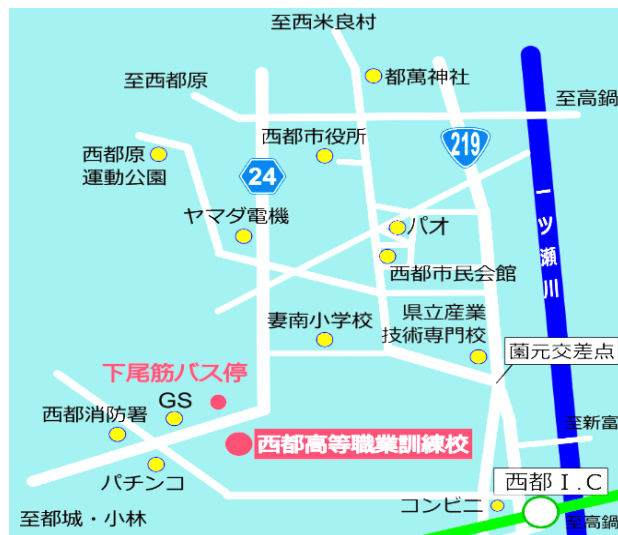 至西米良村
都萬神社
至西都原
至高鍋
219
西都市役所
西都原
運動公園
24
一ツ瀬川
ヤマダ電機
パオ
西都市民会館
妻南小学校
県立産業
技術専門校
薗元交差点
下尾筋バス停
GS
西都消防署
西都高等職業訓練校
至新富
パチンコ
西都I.C
コンビニ
至都城・小林
至高鍋